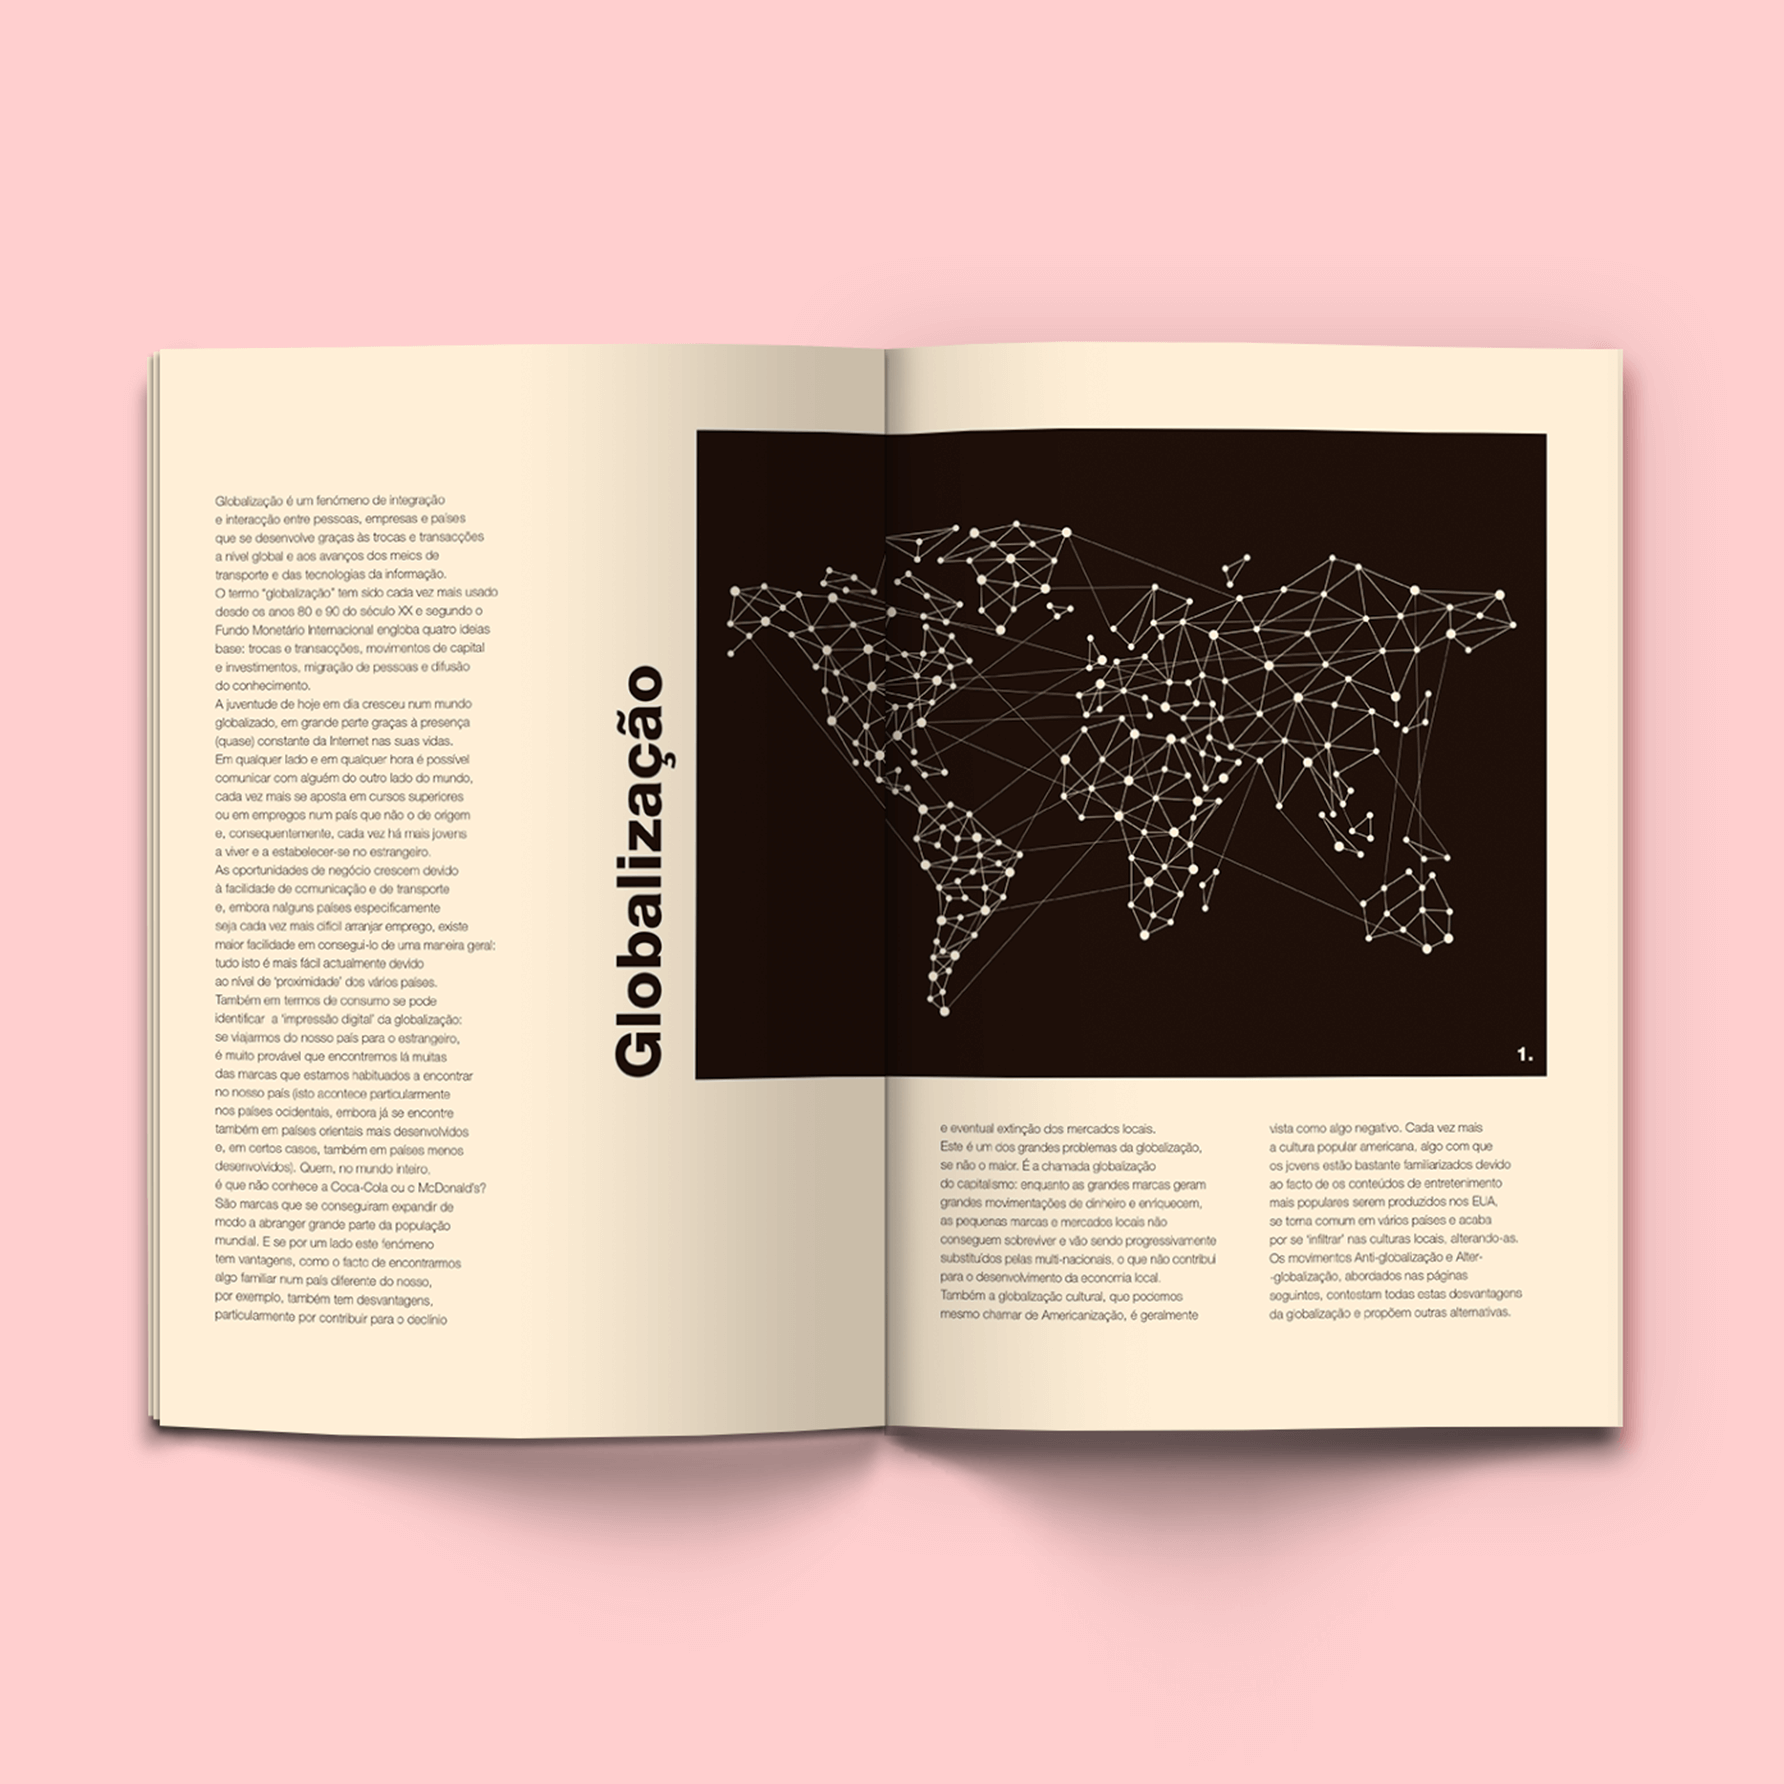 Globalização é um fenómeno de integração
e interacção entre pessoas, empresas e países
que se desenvolve graças às trocas e transacções
a nível global e aos avanços dos meios de
transporte e das tecnologias da informação.
O termo "globalização" tem sido cada vez mais usado
desde os anos 80 e 90 do século XX e segundo o
Fundo Monetário Internacional engloba quatro ideias
base: trocas e transacções, movimentos de capital
e investimentos, migração de pessoas e difusão
do conhecimento.
A juventude de hoje em dia cresceu num mundo
globalizado, em grande parte graças à presença
(quase) constante da Internet nas suas vidas.
Em qualquer lado e em qualquer hora é possível
comunicar com alguém do outro lado do mundo,
cada vez mais se aposta em cursos superiores
ou em empregos num país que não o de origem
e, consequentemente, cada vez há mais jovens
a viver e a estabelecer-se no estrangeiro.
As oportunidades de negócio crescem devido
à facilidade de comunicação e de transporte
e, embora nalguns países especificamente
seja cada vez mais difícil arranjar emprego, existe
maior facilidade em consegui-lo de uma maneira geral:
tudo isto é mais fácil actualmente devido
ao nível de 'proximidade' dos vários países.
Também em termos de consumo se pode
identificar a 'impressão digital' da globalização:
se viajarmos do nosso país para o estrangeiro,
é muito provável que encontremos lá muitas
das marcas que estamos habituados a encontrar
no nosso país (isto acontece particularmente
nos países ocidentais, embora já se encontre
também em países orientais mais desenvolvidos
e, em certos casos, também em países menos
desenvolvidos). Quem, no mundo inteiro,
é que não conhece a Coca-Cola ou o McDonald's?
São marcas que se conseguiram expandir de
modo a abranger grande parte da população
mundial. E se por um lado este fenómeno
tem vantagens, como o facto de encontrarmos
algo familiar num país diferente do nosso,
por exemplo, também tem desvantagens,
particularmente por contribuir para o declínio
Globalização
1.
e eventual extinção dos mercados locais.
Este é um dos grandes problemas da globalização,
se não o maior. É a chamada globalização
do capitalismo: enquanto as grandes marcas geram
grandes movimentações de dinheiro e enriquecem,
as pequenas marcas e mercados locais não
conseguem sobreviver e vão sendo progressivamente
substituídos pelas multi-nacionais, o que não contribui
para o desenvolvimento da economia local.
Também a globalização cultural, que podemos
mesmo chamar de Americanização, é geralmente
vista como algo negativo. Cada vez mais
a cultura popular americana, algo com que
os jovens estão bastante familiarizados devido
ao facto de os conteúdos de entretenimento
mais populares serem produzidos nos EUA,
se torna comum em vários países e acaba
por se 'infiltrar' nas culturas locais, alterando-as.
Os movimentos Anti-globalização e Alter-
-globalização, abordados nas páginas
seguintes, contestam todas estas desvantagens
da globalização e propõem outras alternativas.